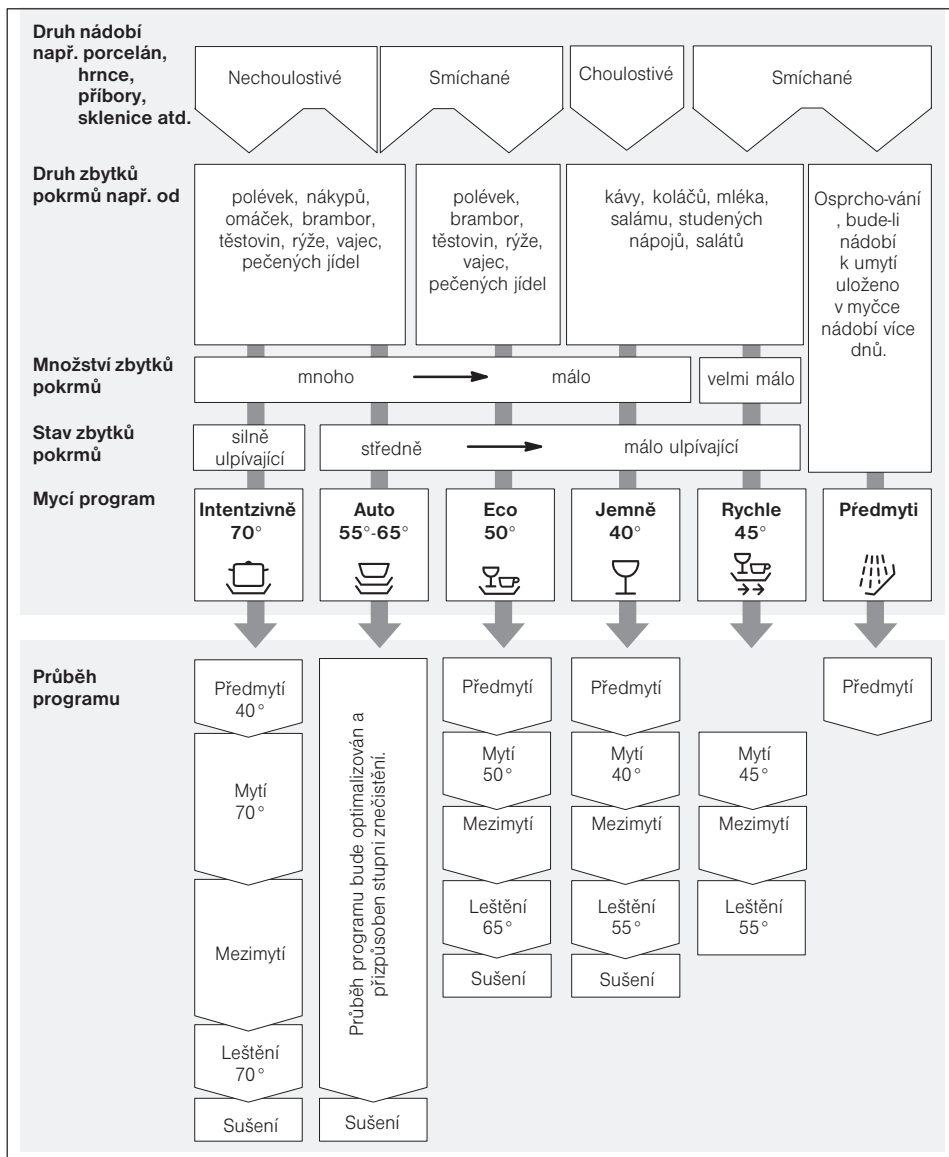 Druh nádobí
např. porcelán,
hrnce,
příbory,
sklenice atd.
Nechoulostivé
Smíchané
Choulostivé
Smíchané
Druh zbytků
pokrmů např. od
polévek, nákypů,
omáček, brambor,
těstovin, rýže, vajec,
pečených jídel
polévek,
brambor,
těstovin, rýže,
vajec,
pečených jídel
kávy, koláčů, mléka,
salámu, studených
nápojů, salátů
Osprcho-vání
, bude-li
nádobí
k umytí
uloženo
v myčce
nádobí více
dnů.
Množství zbytků
pokrmů
mnoho
málo
velmi málo
Stav zbytků
pokrmů
silně
ulpívající
středně
málo ulpívající
Mycí program
Intentzivně
70°
Auto
55°-65°
Eco
50°
Jemně
40°
Rychle
45°
Předmyti
Průběh
programu
Předmytí
40°
Mytí
70°
Mezimytí
Leštění
70°
Sušení
Průběh programu bude optimalizován a
přizpůsoben stupni znečistění.
Sušení
Předmytí
Mytí
50°
Mezimytí
Leštění
65°
Sušení
Předmytí
Mytí
40°
Mezimytí
Leštění
55°
Sušení
Mytí
45°
Mezimytí
Leštění
55°
Předmytí